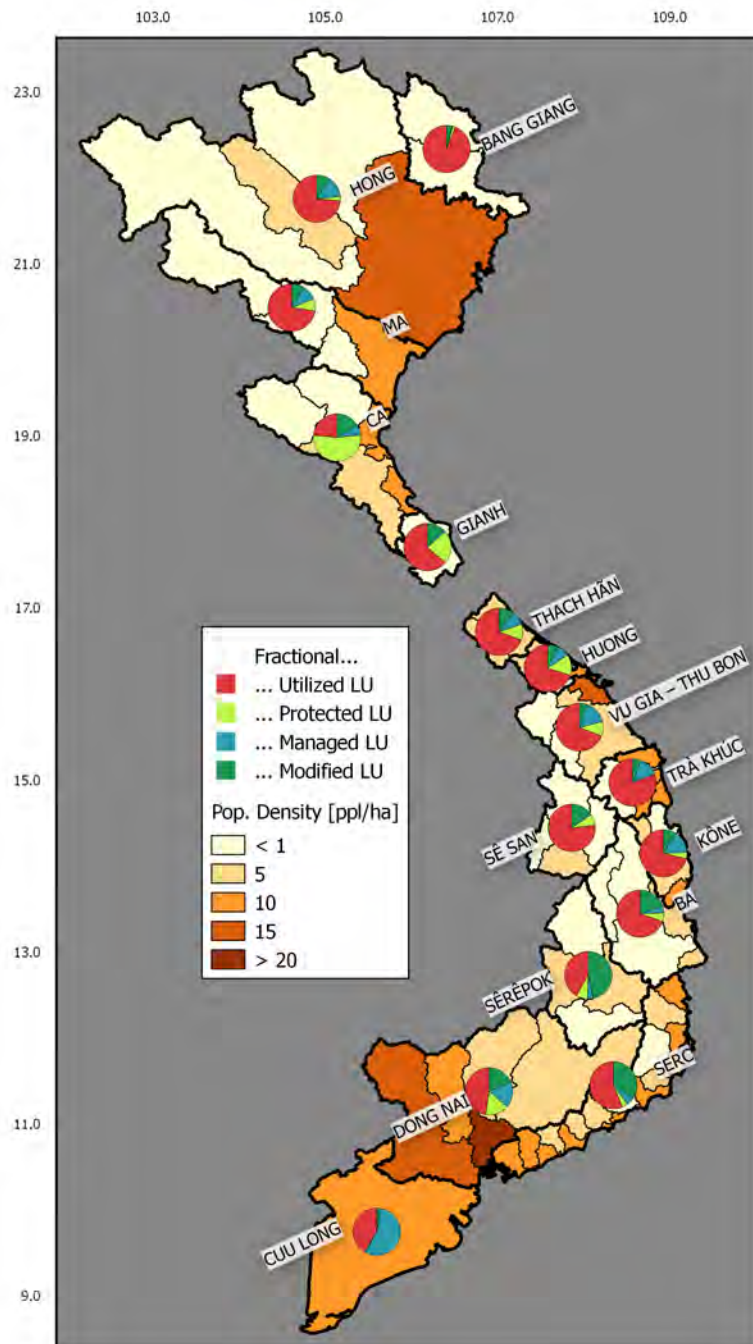 103.0 105.0 107.0 109.0
23.0
BANG GIANG
HONG
21.0
MA
19.0
CA
GIANH
17.0
THACH HÃN
HUONG
VU GIA – THU BON
Fractional...
... Utilized LU
... Protected LU
... Managed LU
... Modified LU
Pop. Density [ppl/ha]
< 1
5
10
15
> 20
15.0
TRÀ KHÚC
SÊ SAN
KÔNE
BA
13.0
SÊRÊPOK
SERC
11.0
DONG NAI
CUU LONG
9.0